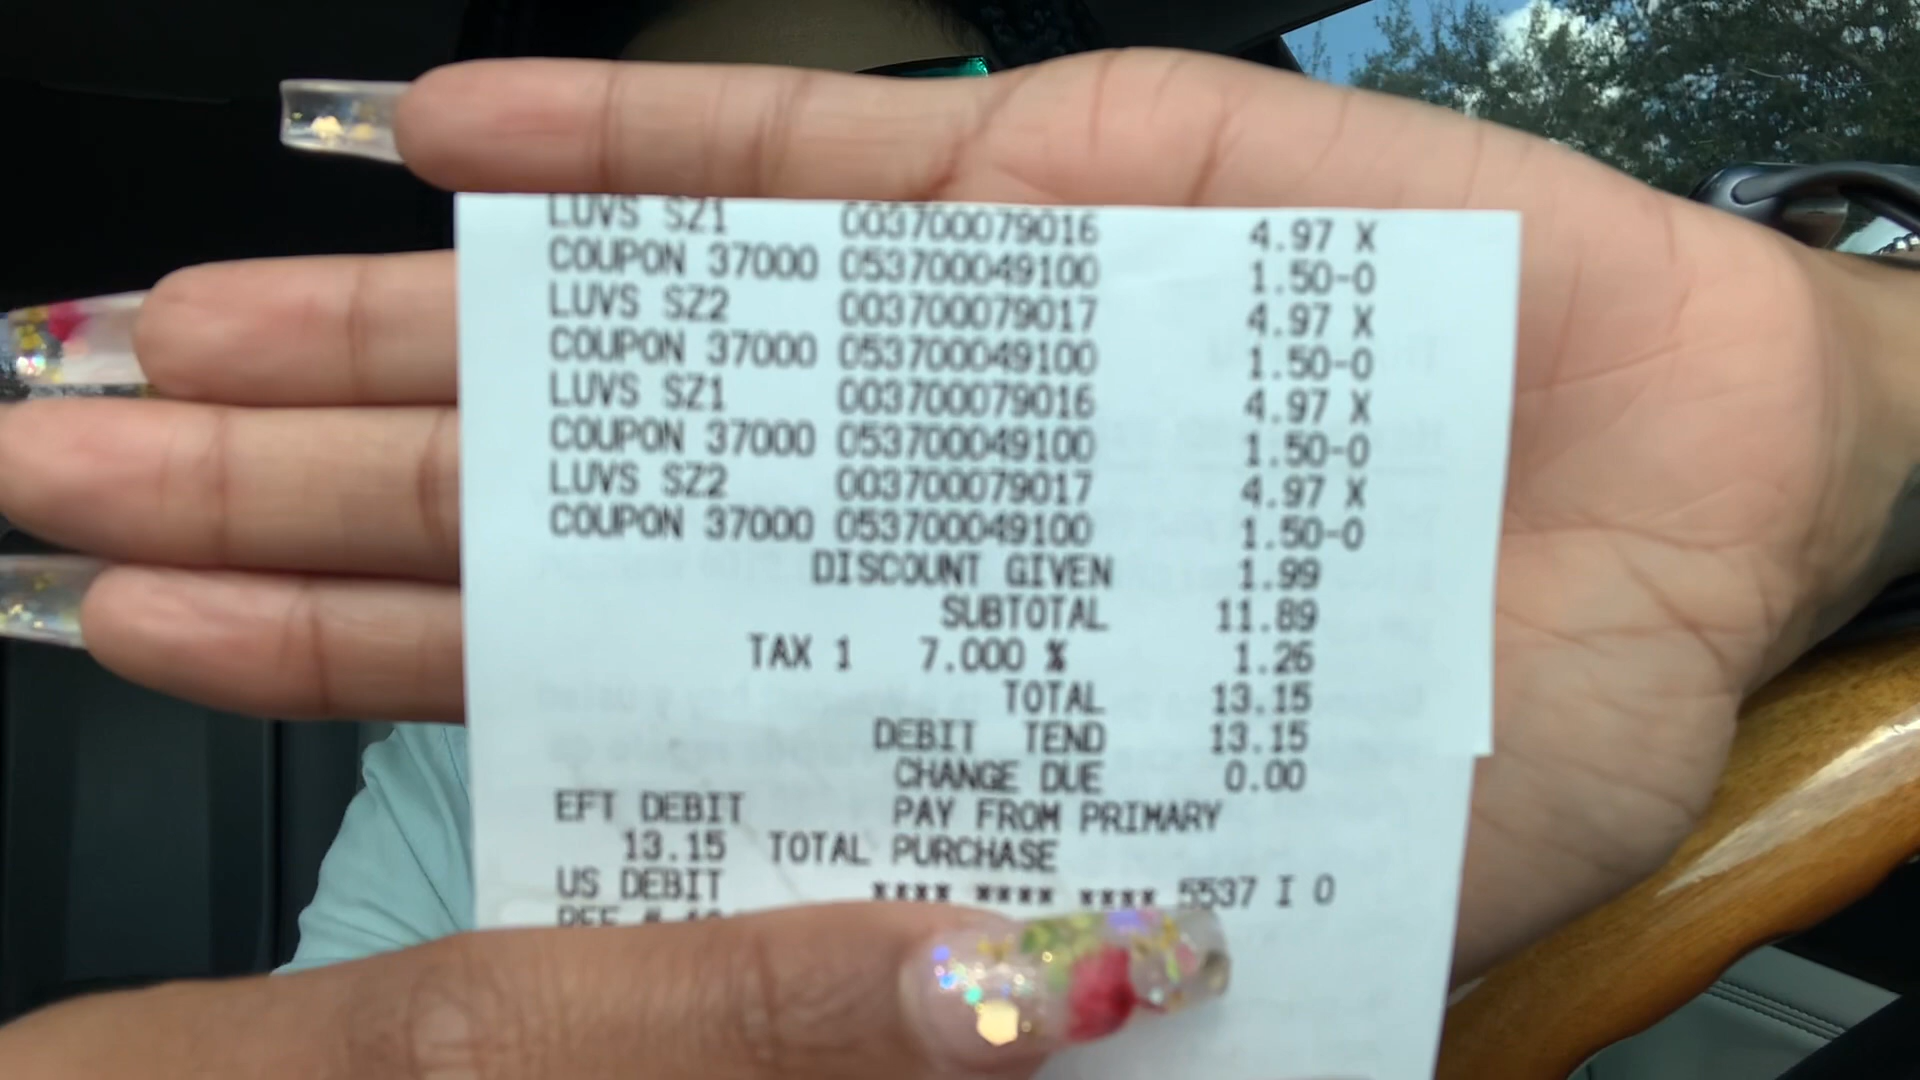 LUVS SZ1 003700079016 4.97 X
COUPON 37000 053700049100 1.50-O
LUVS SZ2 003700079017 4.97 X
COUPON 37000 053700049100 1.50-O
LUVS SZ1 003700079016 4.97 X
COUPON 37000 053700049100 1.50-O
LUVS SZ2 003700079017 4.97 X
COUPON 37000 053700049100 1.50-O
DISCOUNT GIVEN 1.99
SUBTOTAL 11.89
TAX 1 7.000 % 1.26
TOTAL 13.15
DEBIT TEND 13.15
CHANGE DUE 0.00
EFT DEBIT PAY FROM PRIMARY
13.15 TOTAL PURCHASE
US DEBIT **** **** **** 5537 I 0
REF #